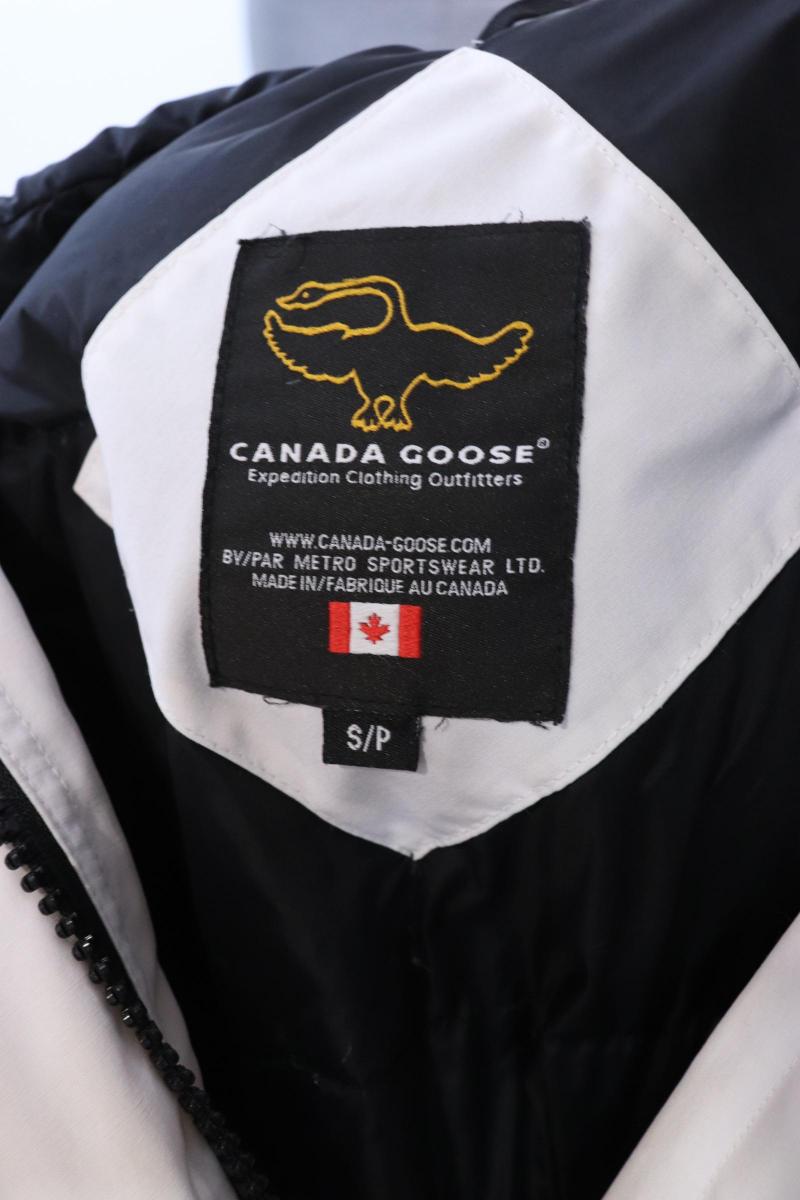 CANADA GOOSE®
Expedition Clothing Outfitters
WWW.CANADA-GOOSE.COM
BY/PAR METRO SPORTSWEAR LTD.
MADE IN/FABRIQUE AU CANADA
S/P